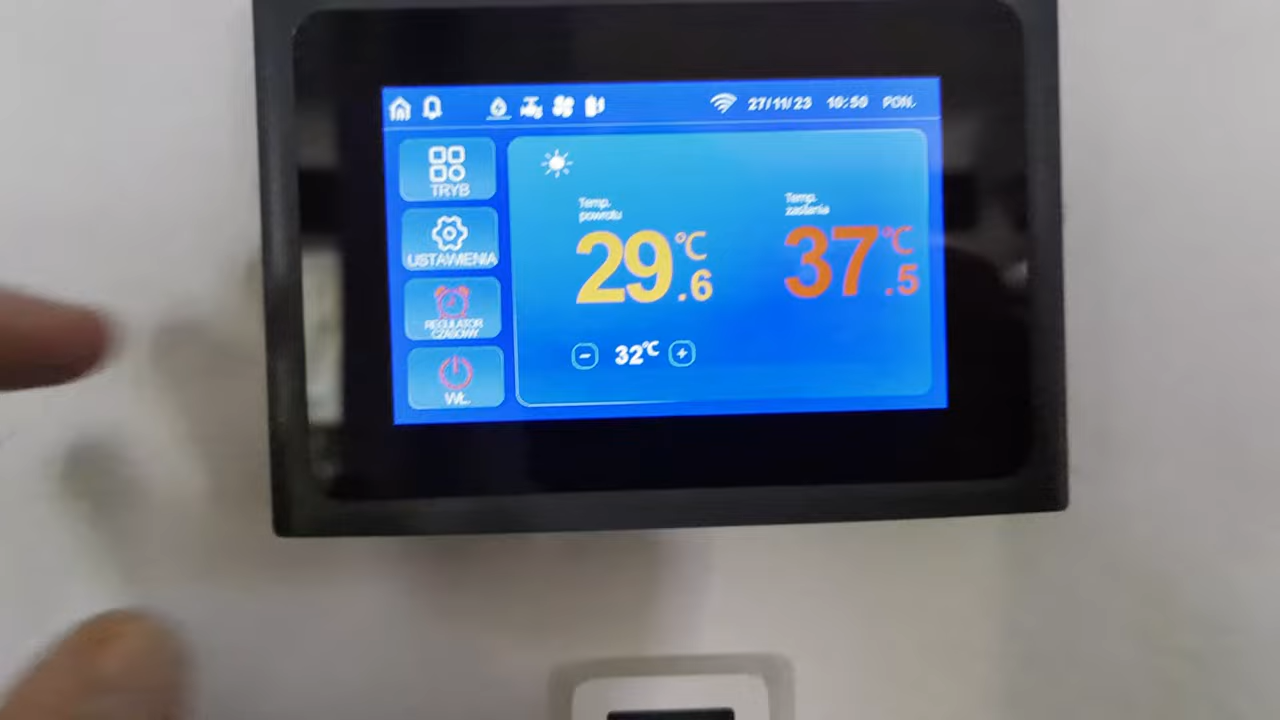 27/11/23 10:50 PON.
TRYB
USTAWIENIA
REGULATOR
CZASOWY
WŁ.
Temp.
powrotu
29.6°C
32°C
Temp.
zasilania
37.5°C